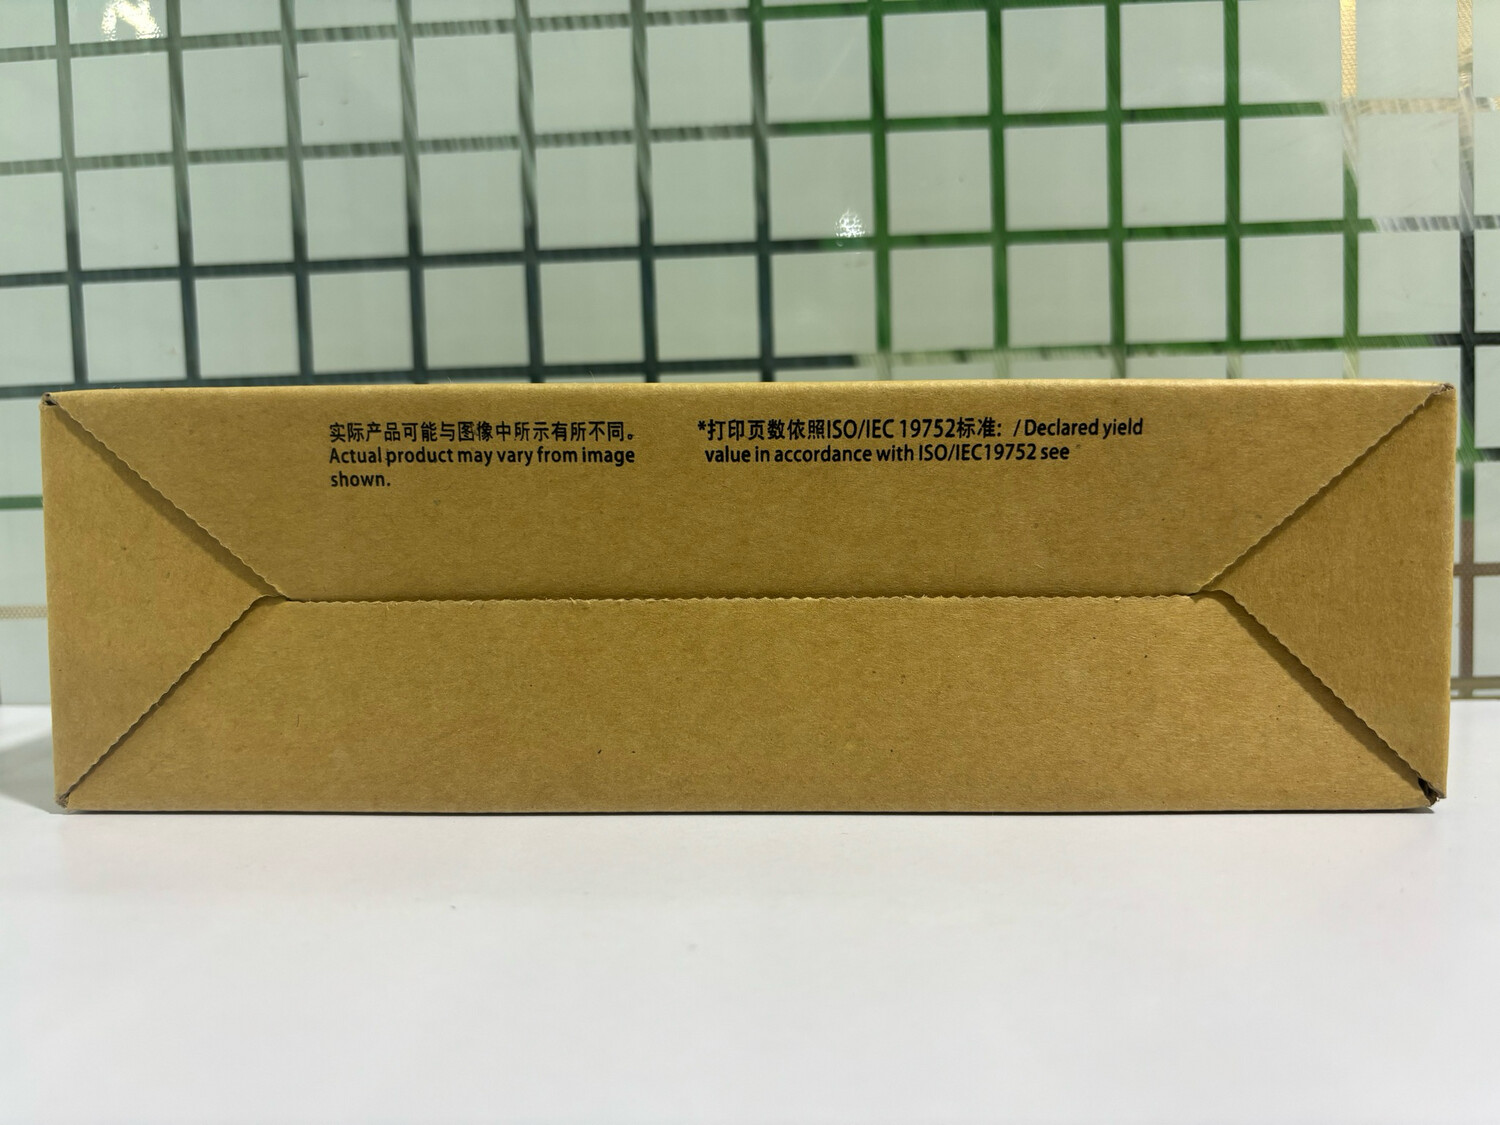 实际产品可能与图像中所示有所不同。
Actual product may vary from image
shown.
*打印页数依照ISO/IEC 19752标准: / Declared yield
value in accordance with ISO/IEC19752 see